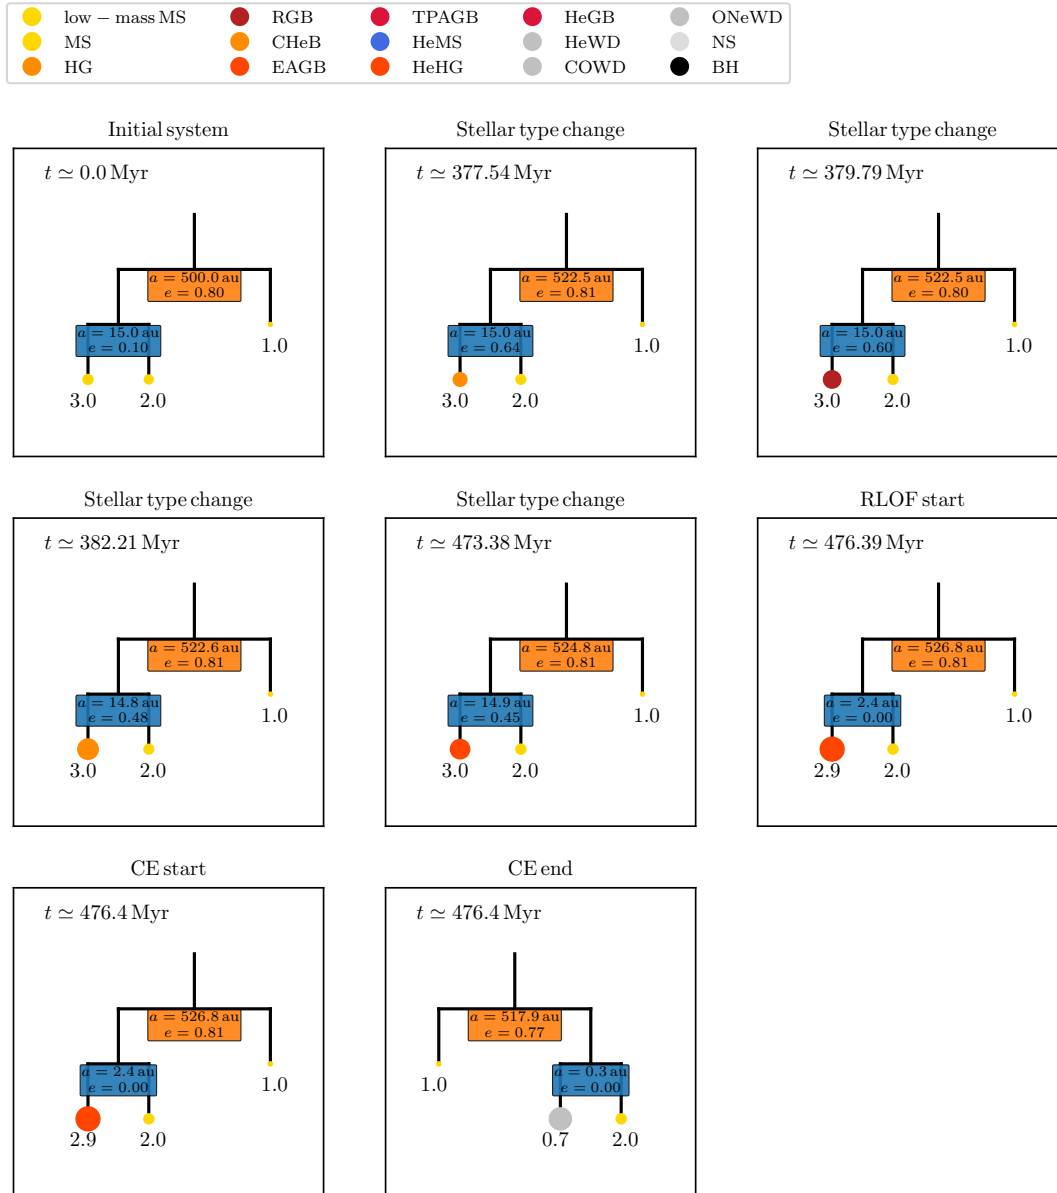 low − mass MS RGB TPAGB HeGB ONeWD
MS CHeB HeMS HeWD NS
HG EAGB HeHG COWD BH
Initial system
t ≃ 0.0 Myr
a = 500.0 au
e = 0.80
a = 15.0 au
e = 0.10
1.0
3.0 2.0
Stellar type change
t ≃ 377.54 Myr
a = 522.5 au
e = 0.81
a = 15.0 au
e = 0.64
1.0
3.0 2.0
Stellar type change
t ≃ 379.79 Myr
a = 522.5 au
e = 0.80
a = 15.0 au
e = 0.60
1.0
3.0 2.0
Stellar type change
t ≃ 382.21 Myr
a = 522.6 au
e = 0.81
a = 14.8 au
e = 0.48
1.0
3.0 2.0
Stellar type change
t ≃ 473.38 Myr
a = 524.8 au
e = 0.81
a = 14.9 au
e = 0.45
1.0
3.0 2.0
RLOF start
t ≃ 476.39 Myr
a = 526.8 au
e = 0.81
a = 2.4 au
e = 0.00
1.0
2.9 2.0
CE start
t ≃ 476.4 Myr
a = 526.8 au
e = 0.81
a = 2.4 au
e = 0.00
1.0
2.9 2.0
CE end
t ≃ 476.4 Myr
a = 517.9 au
e = 0.77
a = 0.3 au
e = 0.00
1.0
0.7 2.0